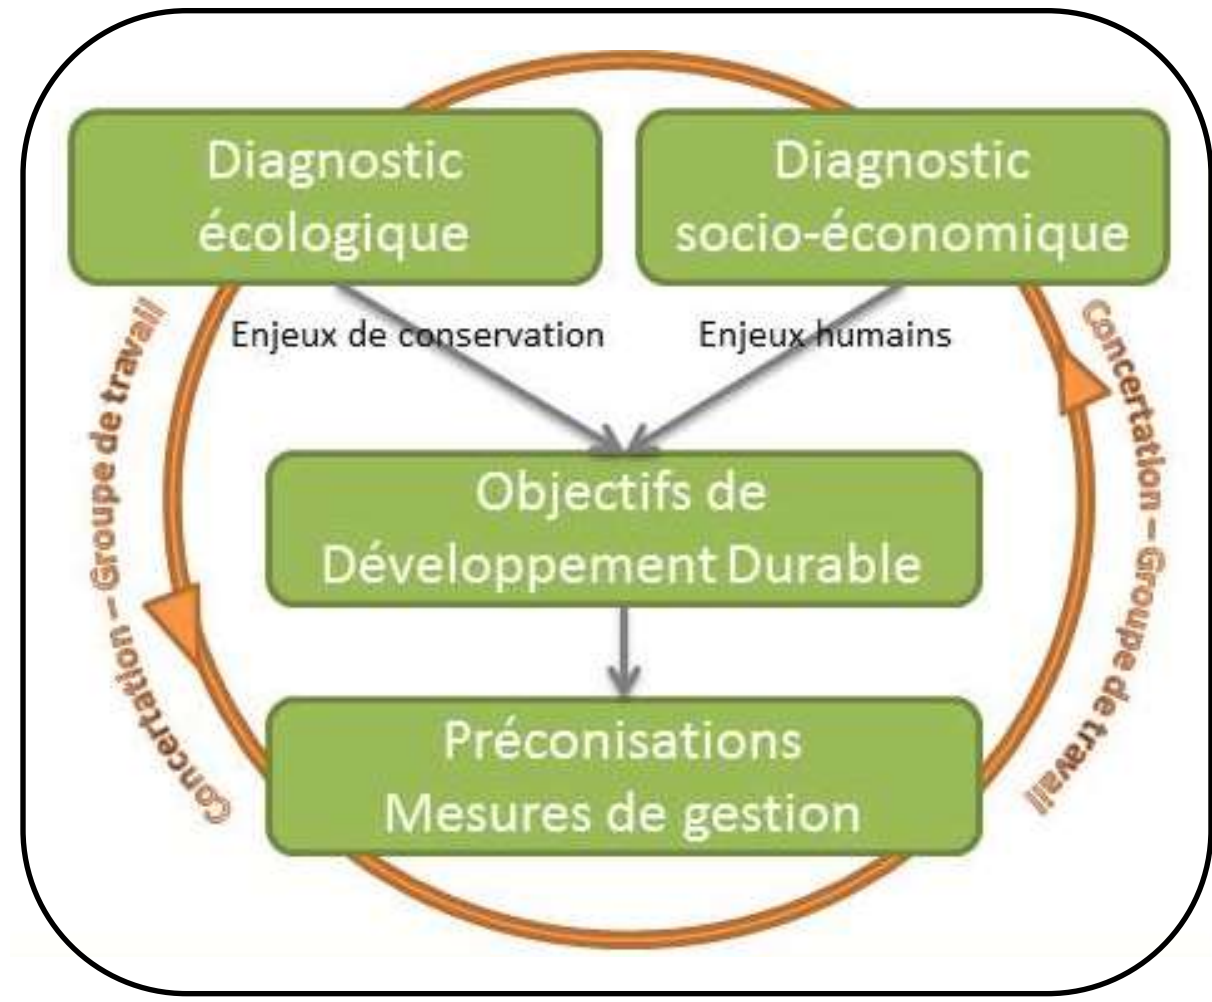 Diagnostic
écologique
Diagnostic
socio-économique
Enjeux de conservation
Enjeux humains
Concertation – Groupe de travail
Concertation – Groupe de travail
Objectifs de
Développement Durable
Préconisations
Mesures de gestion